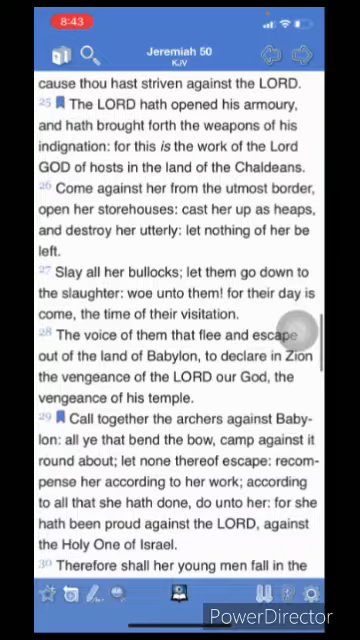 8:43
Jeremiah 50
KJV
cause thou hast striven against the LORD.
25 The LORD hath opened his armoury,
and hath brought forth the weapons of his
indignation: for this is the work of the Lord
GOD of hosts in the land of the Chaldeans.
26 Come against her from the utmost border,
open her storehouses: cast her up as heaps,
and destroy her utterly: let nothing of her be
left.
27 Slay all her bullocks; let them go down to
the slaughter: woe unto them! for their day is
come, the time of their visitation.
28 The voice of them that flee and escape
out of the land of Babylon, to declare in Zion
the vengeance of the LORD our God, the
vengeance of his temple.
29 Call together the archers against Baby-
lon: all ye that bend the bow, camp against it
round about; let none thereof escape: recom-
pense her according to her work; according
to all that she hath done, do unto her: for she
hath been proud against the LORD, against
the Holy One of Israel.
30 Therefore shall her young men fall in the
PowerDirector